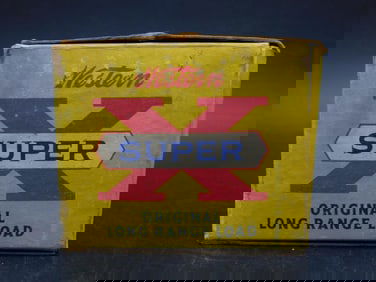 Western
X
SUPER
ORIGINAL
LONG RANGE LOAD
ORIGINAL
LONG RANGE LOAD